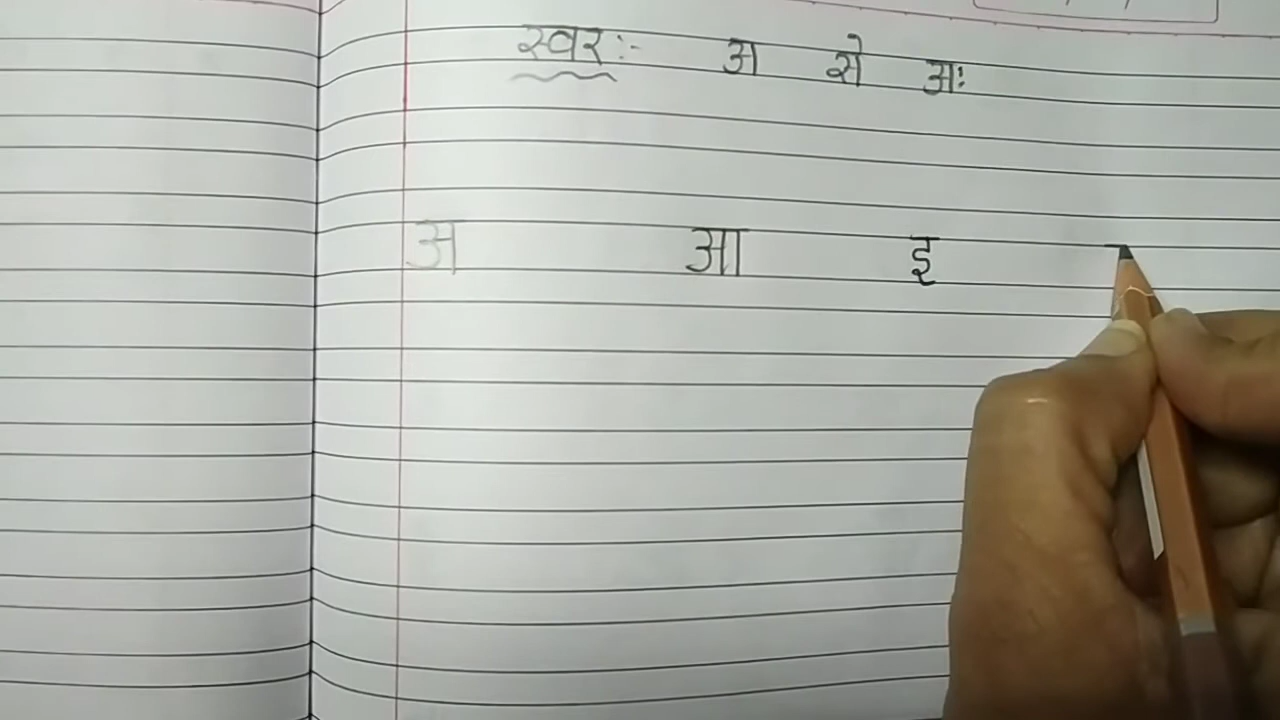 स्वर :- अ से अः
अ आ इ